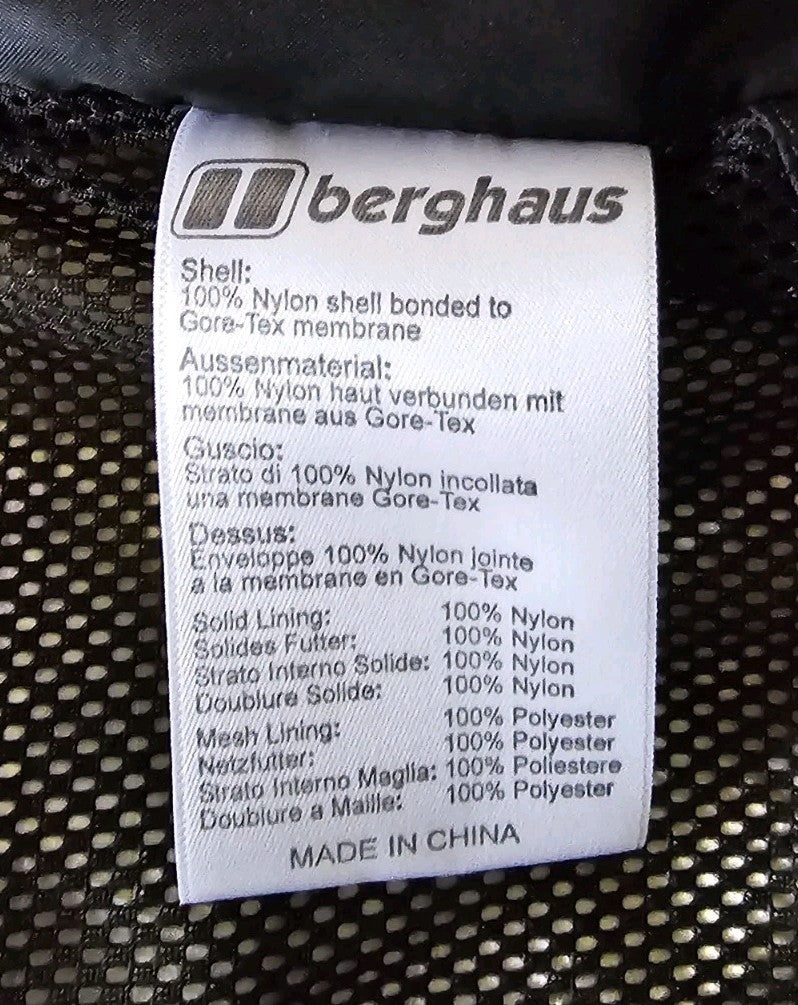 berghaus
Shell:
100% Nylon shell bonded to
Gore-Tex membrane
Aussenmaterial:
100% Nylon haut verbunden mit
membrane aus Gore-Tex
Guscio:
Strato di 100% Nylon incollata
una membrane Gore-Tex
Dessus:
Enveloppe 100% Nylon jointe
a la membrane en Gore-Tex
Solid Lining: 100% Nylon
Solides Futter: 100% Nylon
Strato Interno Solide: 100% Nylon
Doublure Solide: 100% Nylon
Mesh Lining: 100% Polyester
Netzfutter: 100% Polyester
Strato Interno Maglia: 100% Poliestere
Doublure a Maille: 100% Polyester
MADE IN CHINA